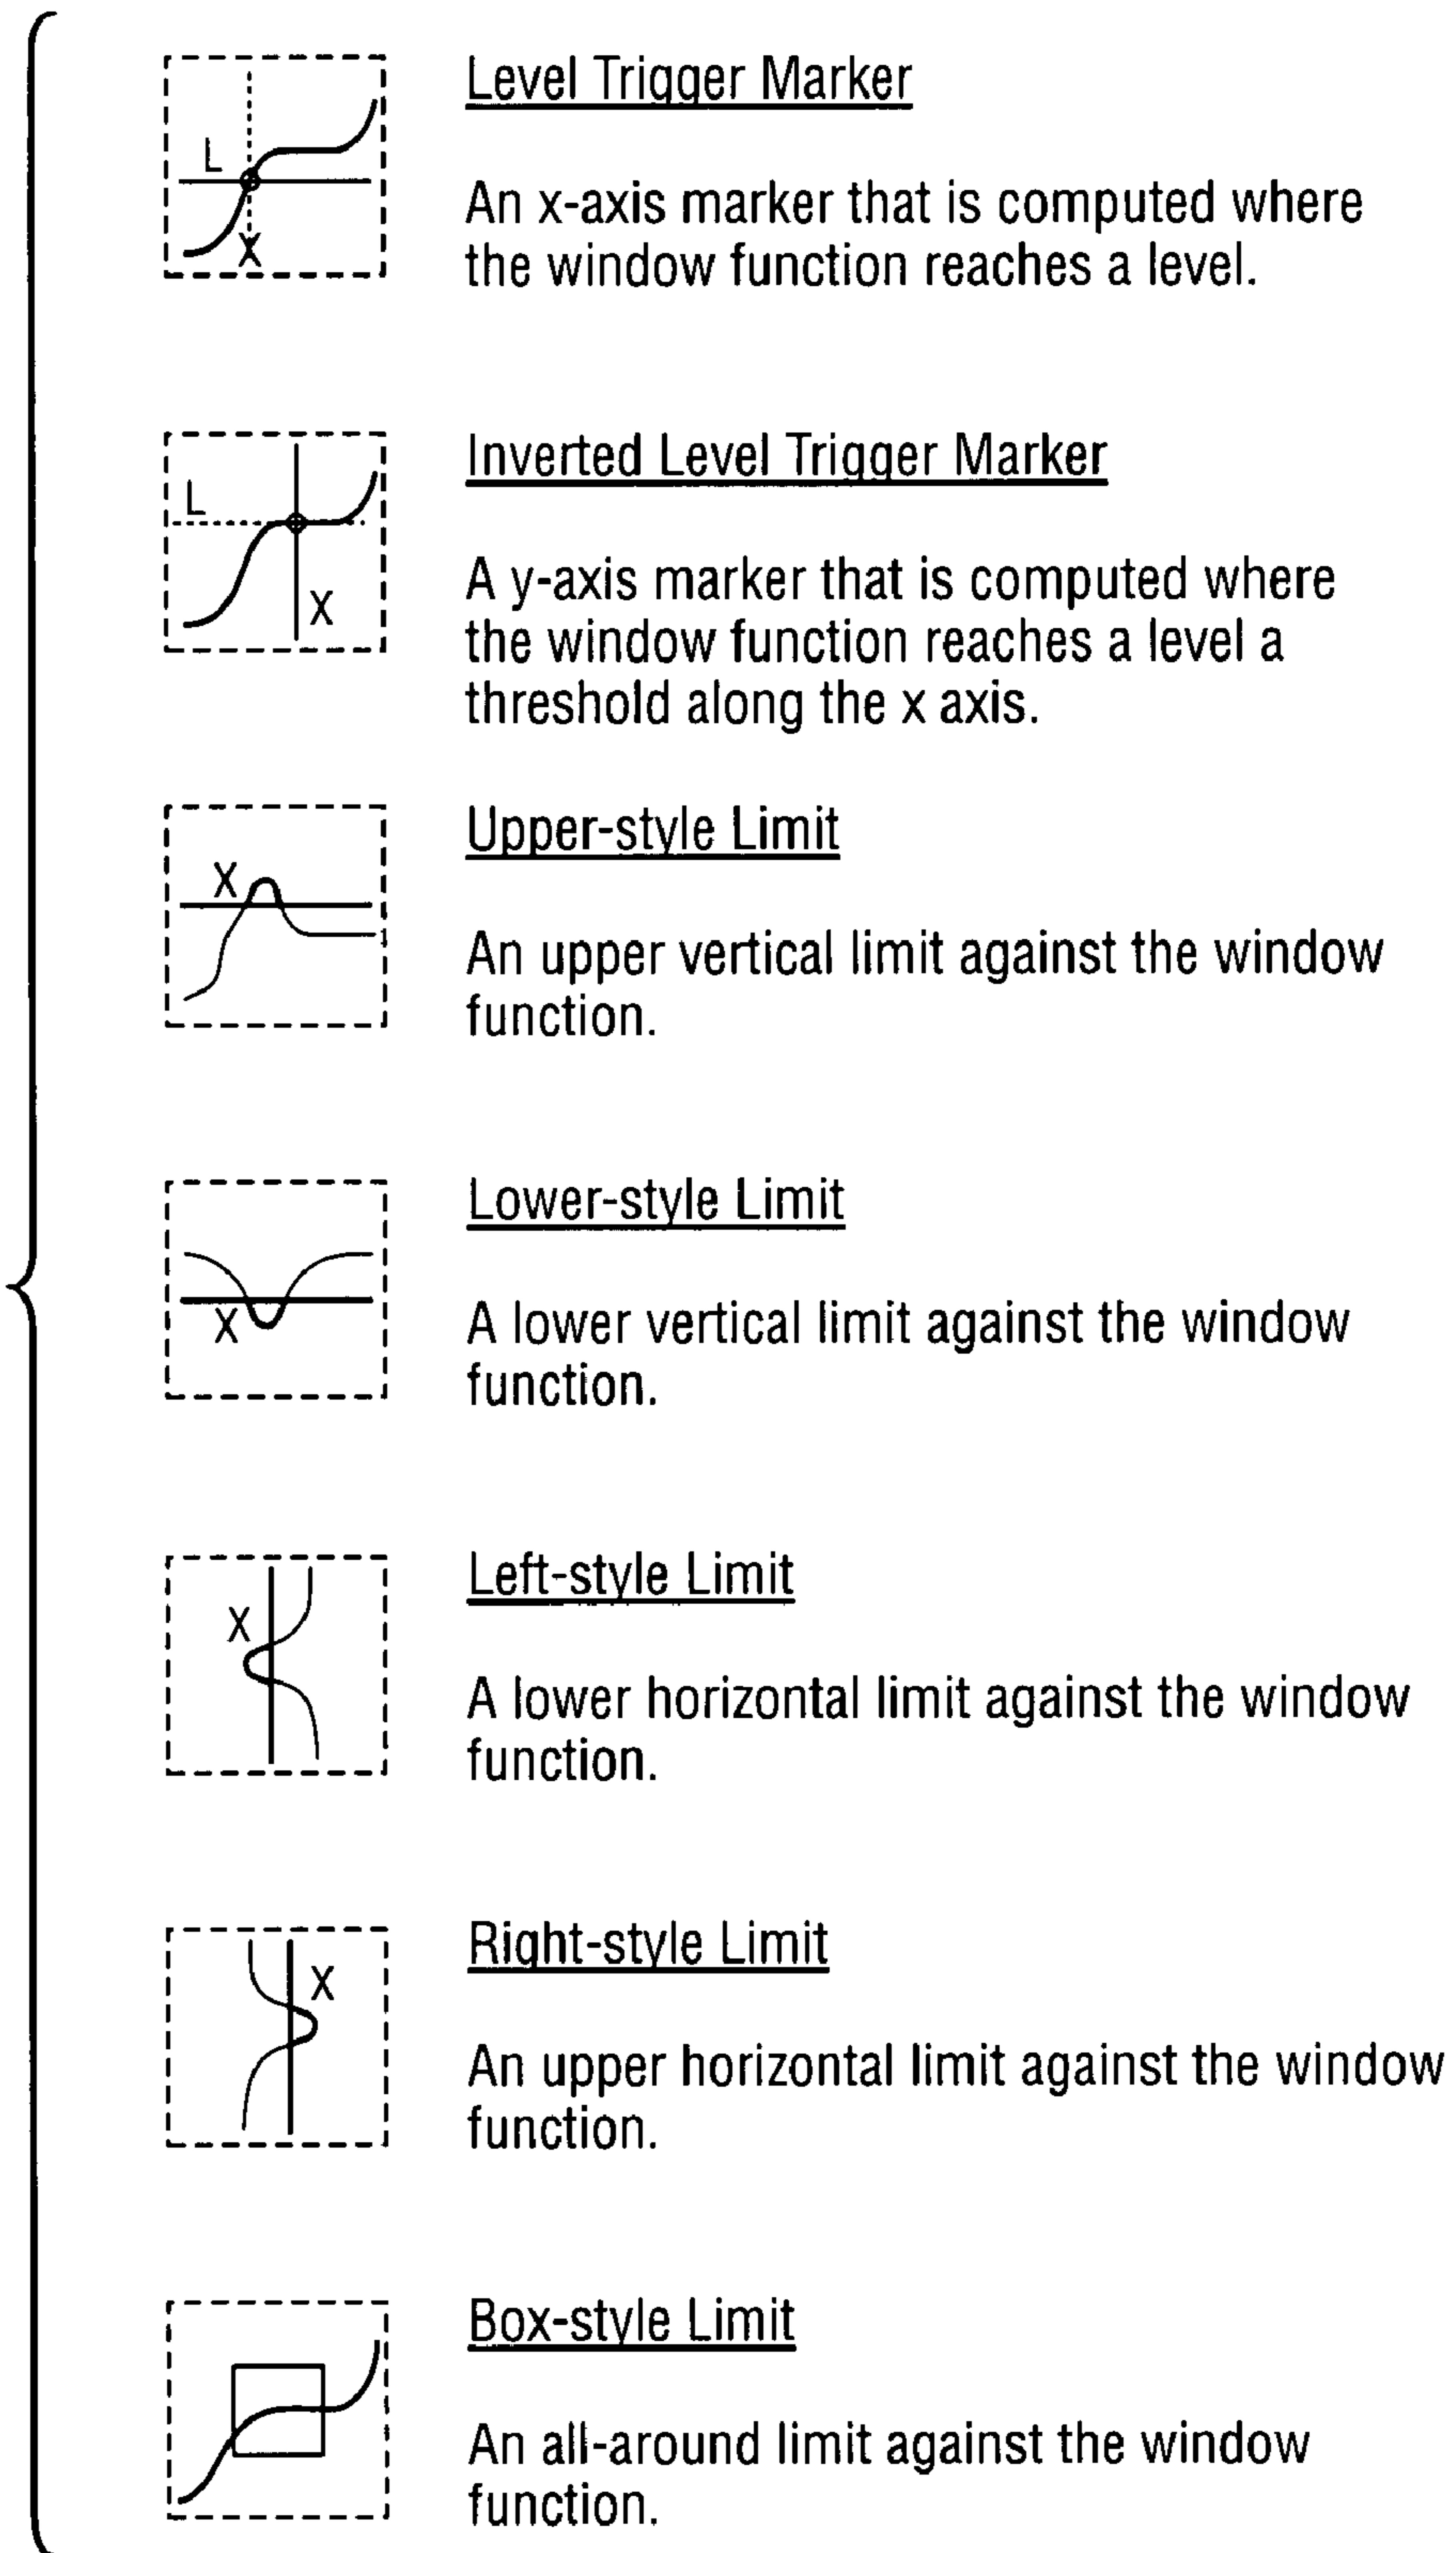 Level Trigger Marker
L
X
An x-axis marker that is computed where
the window function reaches a level.
Inverted Level Trigger Marker
L
X
A y-axis marker that is computed where
the window function reaches a level a
threshold along the x axis.
Upper-style Limit
X
An upper vertical limit against the window
function.
Lower-style Limit
X
A lower vertical limit against the window
function.
Left-style Limit
X
A lower horizontal limit against the window
function.
Right-style Limit
X
An upper horizontal limit against the window
function.
Box-style Limit
An all-around limit against the window
function.